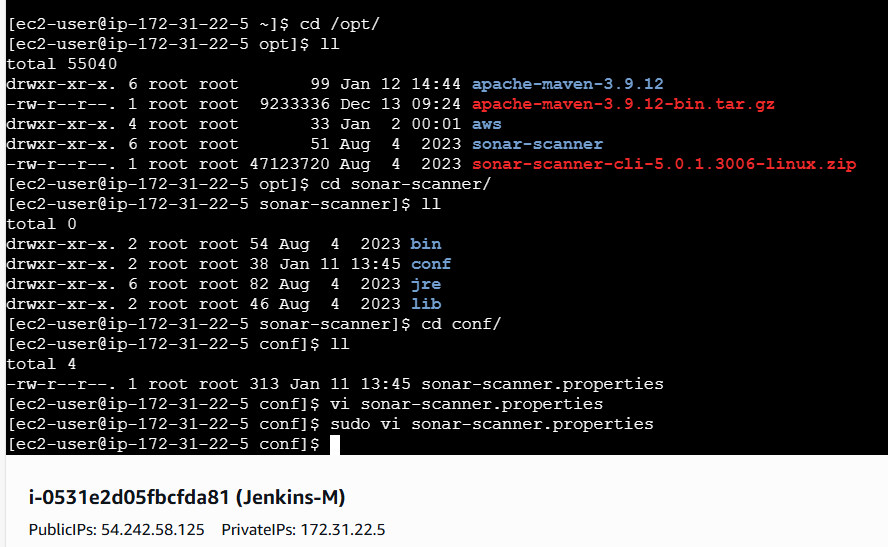 [ec2-user@ip-172-31-22-5 ~]$ cd /opt/
[ec2-user@ip-172-31-22-5 opt]$ ll
total 55040
drwxr-xr-x. 6 root root       99 Jan 12 14:44 apache-maven-3.9.12
-rw-r--r--. 1 root root  9233336 Dec 13 09:24 apache-maven-3.9.12-bin.tar.gz
drwxr-xr-x. 4 root root       33 Jan  2 00:01 aws
drwxr-xr-x. 6 root root       51 Aug  4  2023 sonar-scanner
-rw-r--r--. 1 root root 47123720 Aug  4  2023 sonar-scanner-cli-5.0.1.3006-linux.zip
[ec2-user@ip-172-31-22-5 opt]$ cd sonar-scanner/
[ec2-user@ip-172-31-22-5 sonar-scanner]$ ll
total 0
drwxr-xr-x. 2 root root 54 Aug  4  2023 bin
drwxr-xr-x. 2 root root 38 Jan 11 13:45 conf
drwxr-xr-x. 6 root root 82 Aug  4  2023 jre
drwxr-xr-x. 2 root root 46 Aug  4  2023 lib
[ec2-user@ip-172-31-22-5 sonar-scanner]$ cd conf/
[ec2-user@ip-172-31-22-5 conf]$ ll
total 4
-rw-r--r--. 1 root root 313 Jan 11 13:45 sonar-scanner.properties
[ec2-user@ip-172-31-22-5 conf]$ vi sonar-scanner.properties
[ec2-user@ip-172-31-22-5 conf]$ sudo vi sonar-scanner.properties
[ec2-user@ip-172-31-22-5 conf]$
i-0531e2d05fbcfda81 (Jenkins-M)
PublicIPs: 54.242.58.125 PrivateIPs: 172.31.22.5